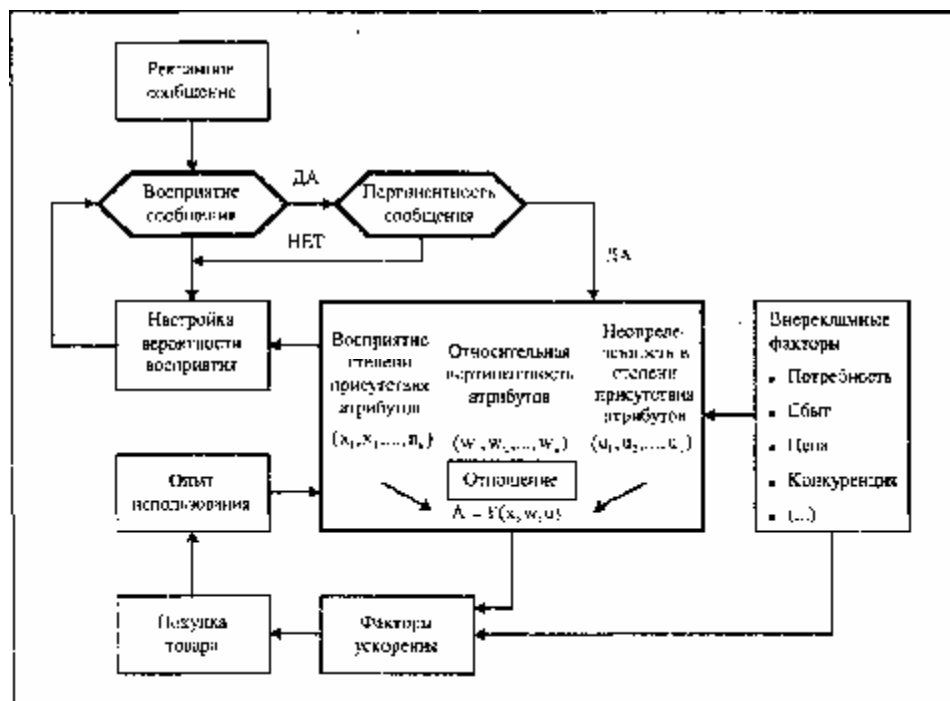 Рекламное
сообщение
Восприятие
сообщения
ДА
Пертинентность
сообщения
НЕТ
ДА
Настройка
вероятности
восприятия
Восприятие
степени
присутствия
атрибутов
Относительная
пертинентность
атрибутов
Неопреде-
ленность в
степени
присутствия
атрибутов
Отношение
A = F(x, w, u)
Внерекламные
факторы
• Потребность
• Сбыт
• Цена
• Конкуренция
• (...)
Опыт
использования
Покупка
товара
Факторы
ускорения